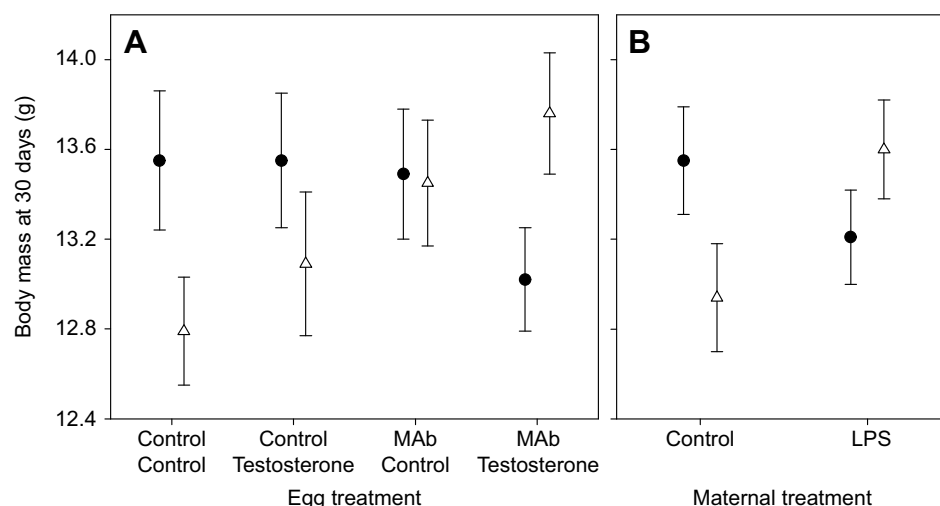 A
B
Body mass at 30 days (g)
14.0
13.6
13.2
12.8
12.4
Control Control MAb MAb
Control Testosterone Control Testosterone
Egg treatment
Control LPS
Maternal treatment